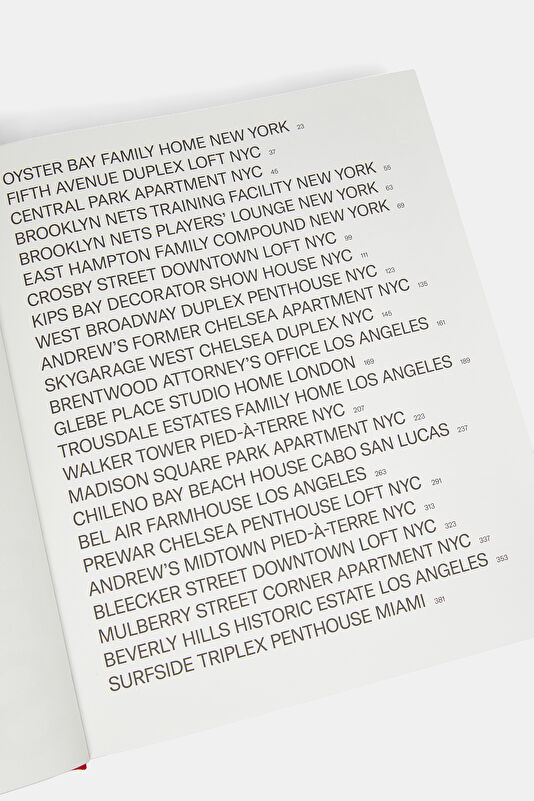 OYSTER BAY FAMILY HOME NEW YORK 23
FIFTH AVENUE DUPLEX LOFT NYC 37
CENTRAL PARK APARTMENT NYC 45
BROOKLYN NETS TRAINING FACILITY NEW YORK 55
BROOKLYN NETS PLAYERS' LOUNGE NEW YORK 63
EAST HAMPTON FAMILY COMPOUND NEW YORK 69
CROSBY STREET DOWNTOWN LOFT NYC 99
KIPS BAY DECORATOR SHOW HOUSE NYC 111
WEST BROADWAY DUPLEX PENTHOUSE NYC 123
ANDREW'S FORMER CHELSEA APARTMENT NYC 135
SKYGARAGE WEST CHELSEA DUPLEX NYC 145
BRENTWOOD ATTORNEY'S OFFICE LOS ANGELES 161
GLEBE PLACE STUDIO HOME LONDON 169
TROUSDALE ESTATES FAMILY HOME LOS ANGELES 189
WALKER TOWER PIED-À-TERRE NYC 207
MADISON SQUARE PARK APARTMENT NYC 223
CHILENO BAY BEACH HOUSE CABO SAN LUCAS 237
BEL AIR FARMHOUSE LOS ANGELES 263
PREWAR CHELSEA PENTHOUSE LOFT NYC 291
ANDREW'S MIDTOWN PIED-À-TERRE NYC 313
BLEECKER STREET DOWNTOWN LOFT NYC 323
MULBERRY STREET CORNER APARTMENT NYC 337
BEVERLY HILLS HISTORIC ESTATE LOS ANGELES 353
SURFSIDE TRIPLEX PENTHOUSE MIAMI 381